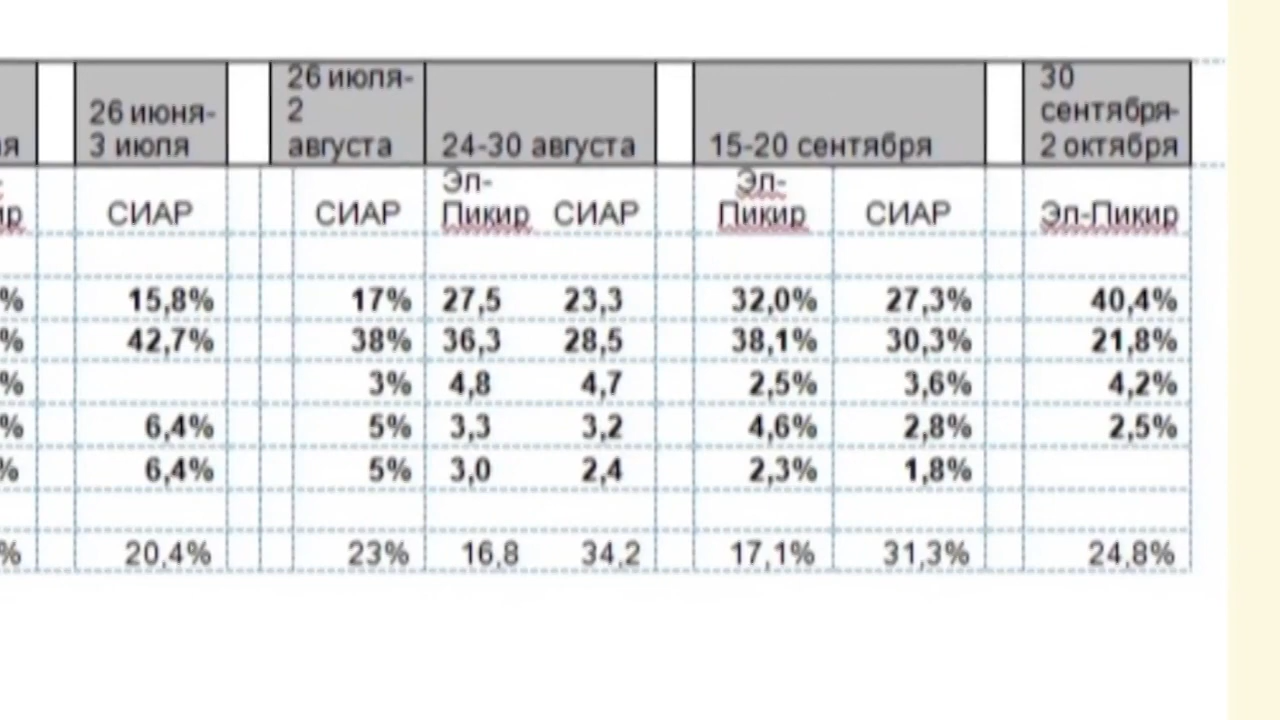 я 26 июня-
3 июля 26 июля-
2
августа 24-30 августа 15-20 сентября 30
сентября-
2 октября
ир СИАР СИАР Эл-
Пикир СИАР Эл-
Пикир СИАР Эл-Пикир
% 15,8% 17% 27,5 23,3 32,0% 27,3% 40,4%
% 42,7% 38% 36,3 28,5 38,1% 30,3% 21,8%
% 3% 4,8 4,7 2,5% 3,6% 4,2%
% 6,4% 5% 3,3 3,2 4,6% 2,8% 2,5%
% 6,4% 5% 3,0 2,4 2,3% 1,8%
% 20,4% 23% 16,8 34,2 17,1% 31,3% 24,8%